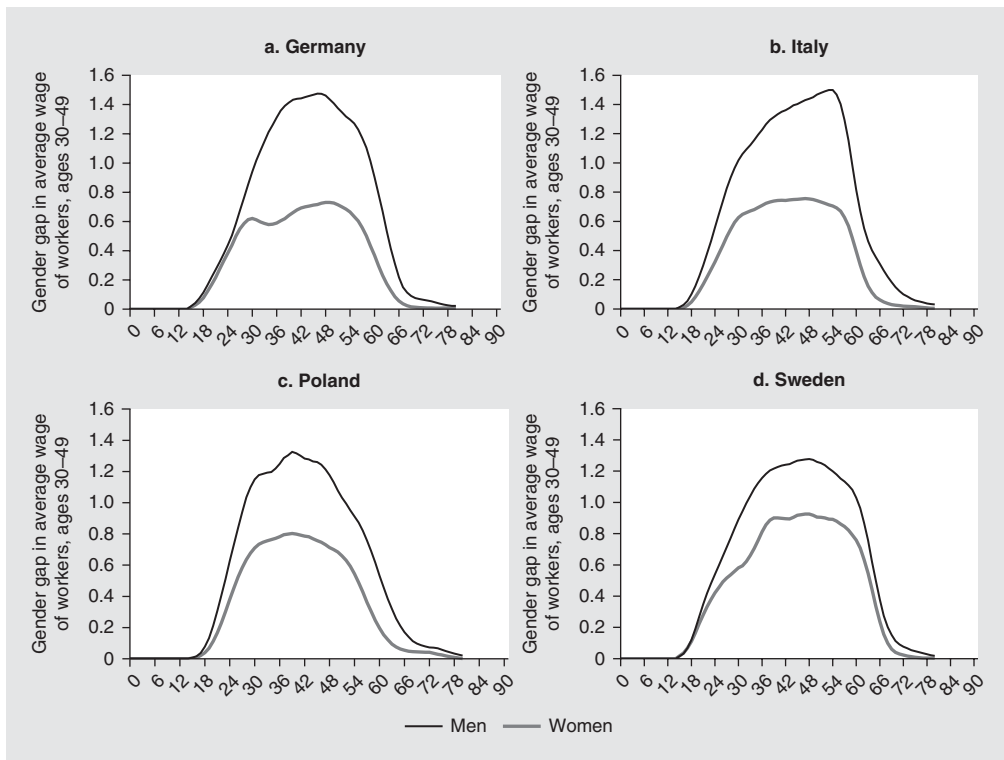 a. Germany
Gender gap in average wage
of workers, ages 30–49
1.6
1.4
1.2
1.0
0.8
0.6
0.4
0.2
0
0 6 12 18 24 30 36 42 48 54 60 66 72 78 84 90
b. Italy
Gender gap in average wage
of workers, ages 30–49
1.6
1.4
1.2
1.0
0.8
0.6
0.4
0.2
0
0 6 12 18 24 30 36 42 48 54 60 66 72 78 84 90
c. Poland
Gender gap in average wage
of workers, ages 30–49
1.6
1.4
1.2
1.0
0.8
0.6
0.4
0.2
0
0 6 12 18 24 30 36 42 48 54 60 66 72 78 84 90
d. Sweden
Gender gap in average wage
of workers, ages 30–49
1.6
1.4
1.2
1.0
0.8
0.6
0.4
0.2
0
0 6 12 18 24 30 36 42 48 54 60 66 72 78 84 90
Men Women